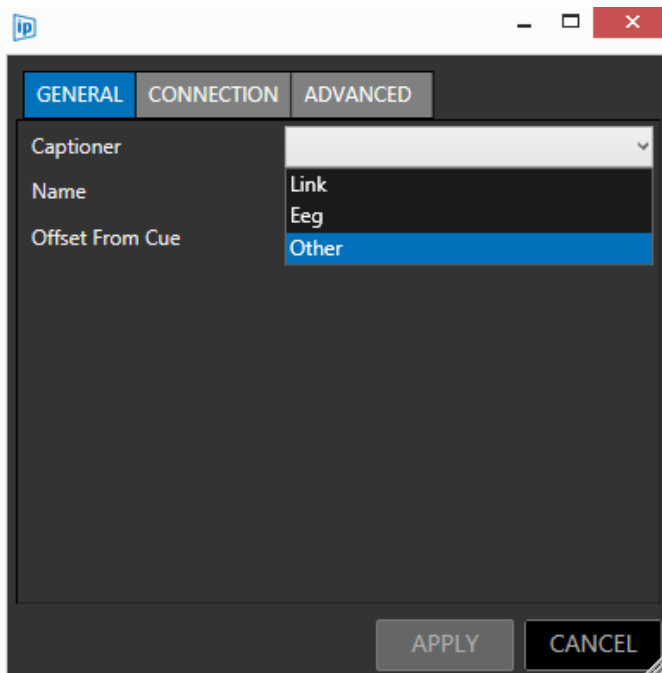 ip
GENERAL CONNECTION ADVANCED
Captioner
Name
Link
Eeg
Offset From Cue
Other
APPLY CANCEL